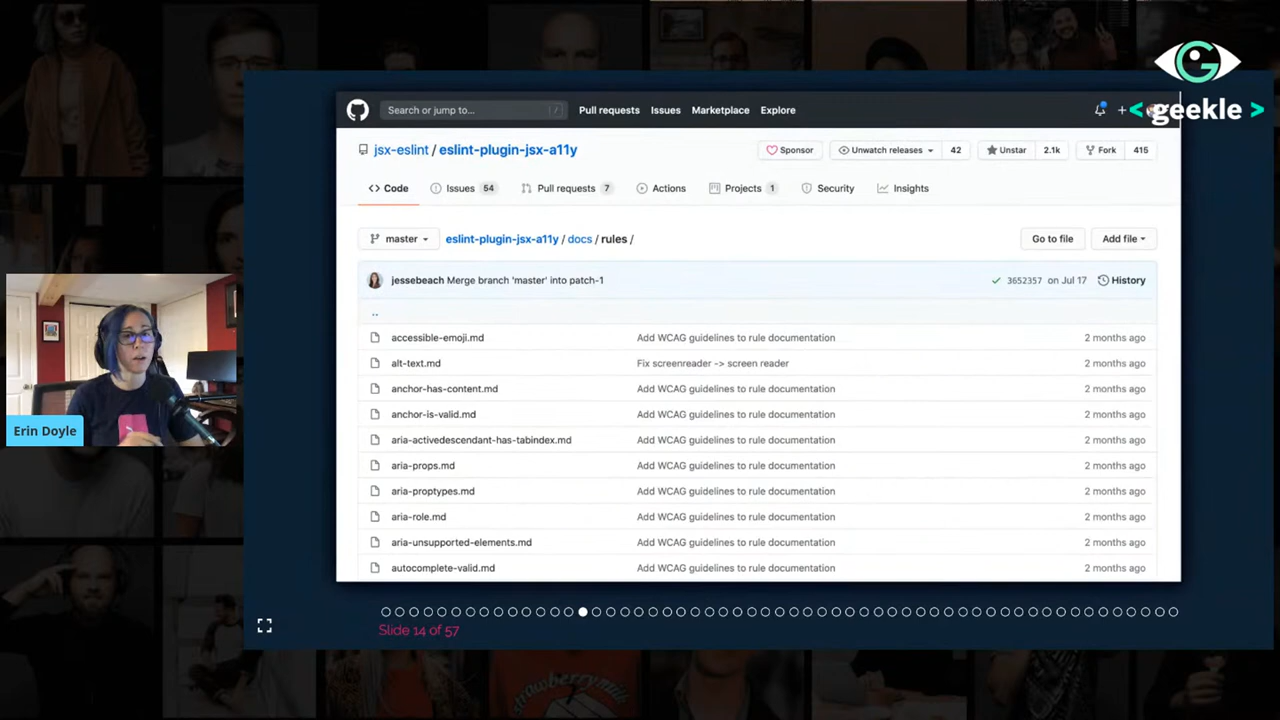 < geekle >
Search or jump to... /
Pull requests Issues Marketplace Explore
jsx-eslint / eslint-plugin-jsx-a11y
Sponsor Unwatch releases 42 Unstar 2.1k Fork 415
<> Code Issues 54 Pull requests 7 Actions Projects 1 Security Insights
master eslint-plugin-jsx-a11y / docs / rules / Go to file Add file
jessebeach Merge branch 'master' into patch-1 3652357 on Jul 17 History
..
accessible-emoji.md Add WCAG guidelines to rule documentation 2 months ago
alt-text.md Fix screenreader -> screen reader 2 months ago
anchor-has-content.md Add WCAG guidelines to rule documentation 2 months ago
anchor-is-valid.md Add WCAG guidelines to rule documentation 2 months ago
aria-activedescendant-has-tabindex.md Add WCAG guidelines to rule documentation 2 months ago
aria-props.md Add WCAG guidelines to rule documentation 2 months ago
aria-proptypes.md Add WCAG guidelines to rule documentation 2 months ago
aria-role.md Add WCAG guidelines to rule documentation 2 months ago
aria-unsupported-elements.md Add WCAG guidelines to rule documentation 2 months ago
autocomplete-valid.md Add WCAG guidelines to rule documentation 2 months ago
Erin Doyle
Slide 14 of 57